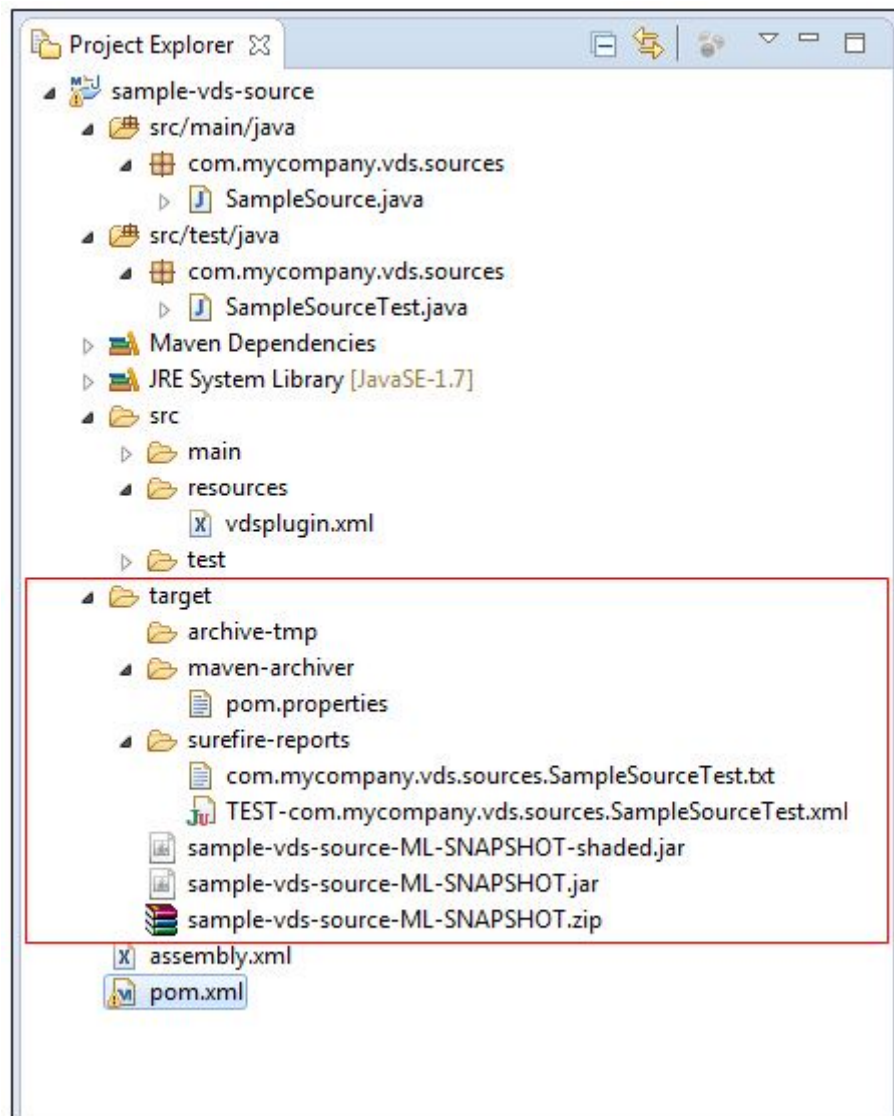 Project Explorer
sample-vds-source
src/main/java
com.mycompany.vds.sources
SampleSource.java
src/test/java
com.mycompany.vds.sources
SampleSourceTest.java
Maven Dependencies
JRE System Library [JavaSE-1.7]
src
main
resources
vdsplugin.xml
test
target
archive-tmp
maven-archiver
pom.properties
surefire-reports
com.mycompany.vds.sources.SampleSourceTest.txt
TEST-com.mycompany.vds.sources.SampleSourceTest.xml
sample-vds-source-ML-SNAPSHOT-shaded.jar
sample-vds-source-ML-SNAPSHOT.jar
sample-vds-source-ML-SNAPSHOT.zip
assembly.xml
pom.xml